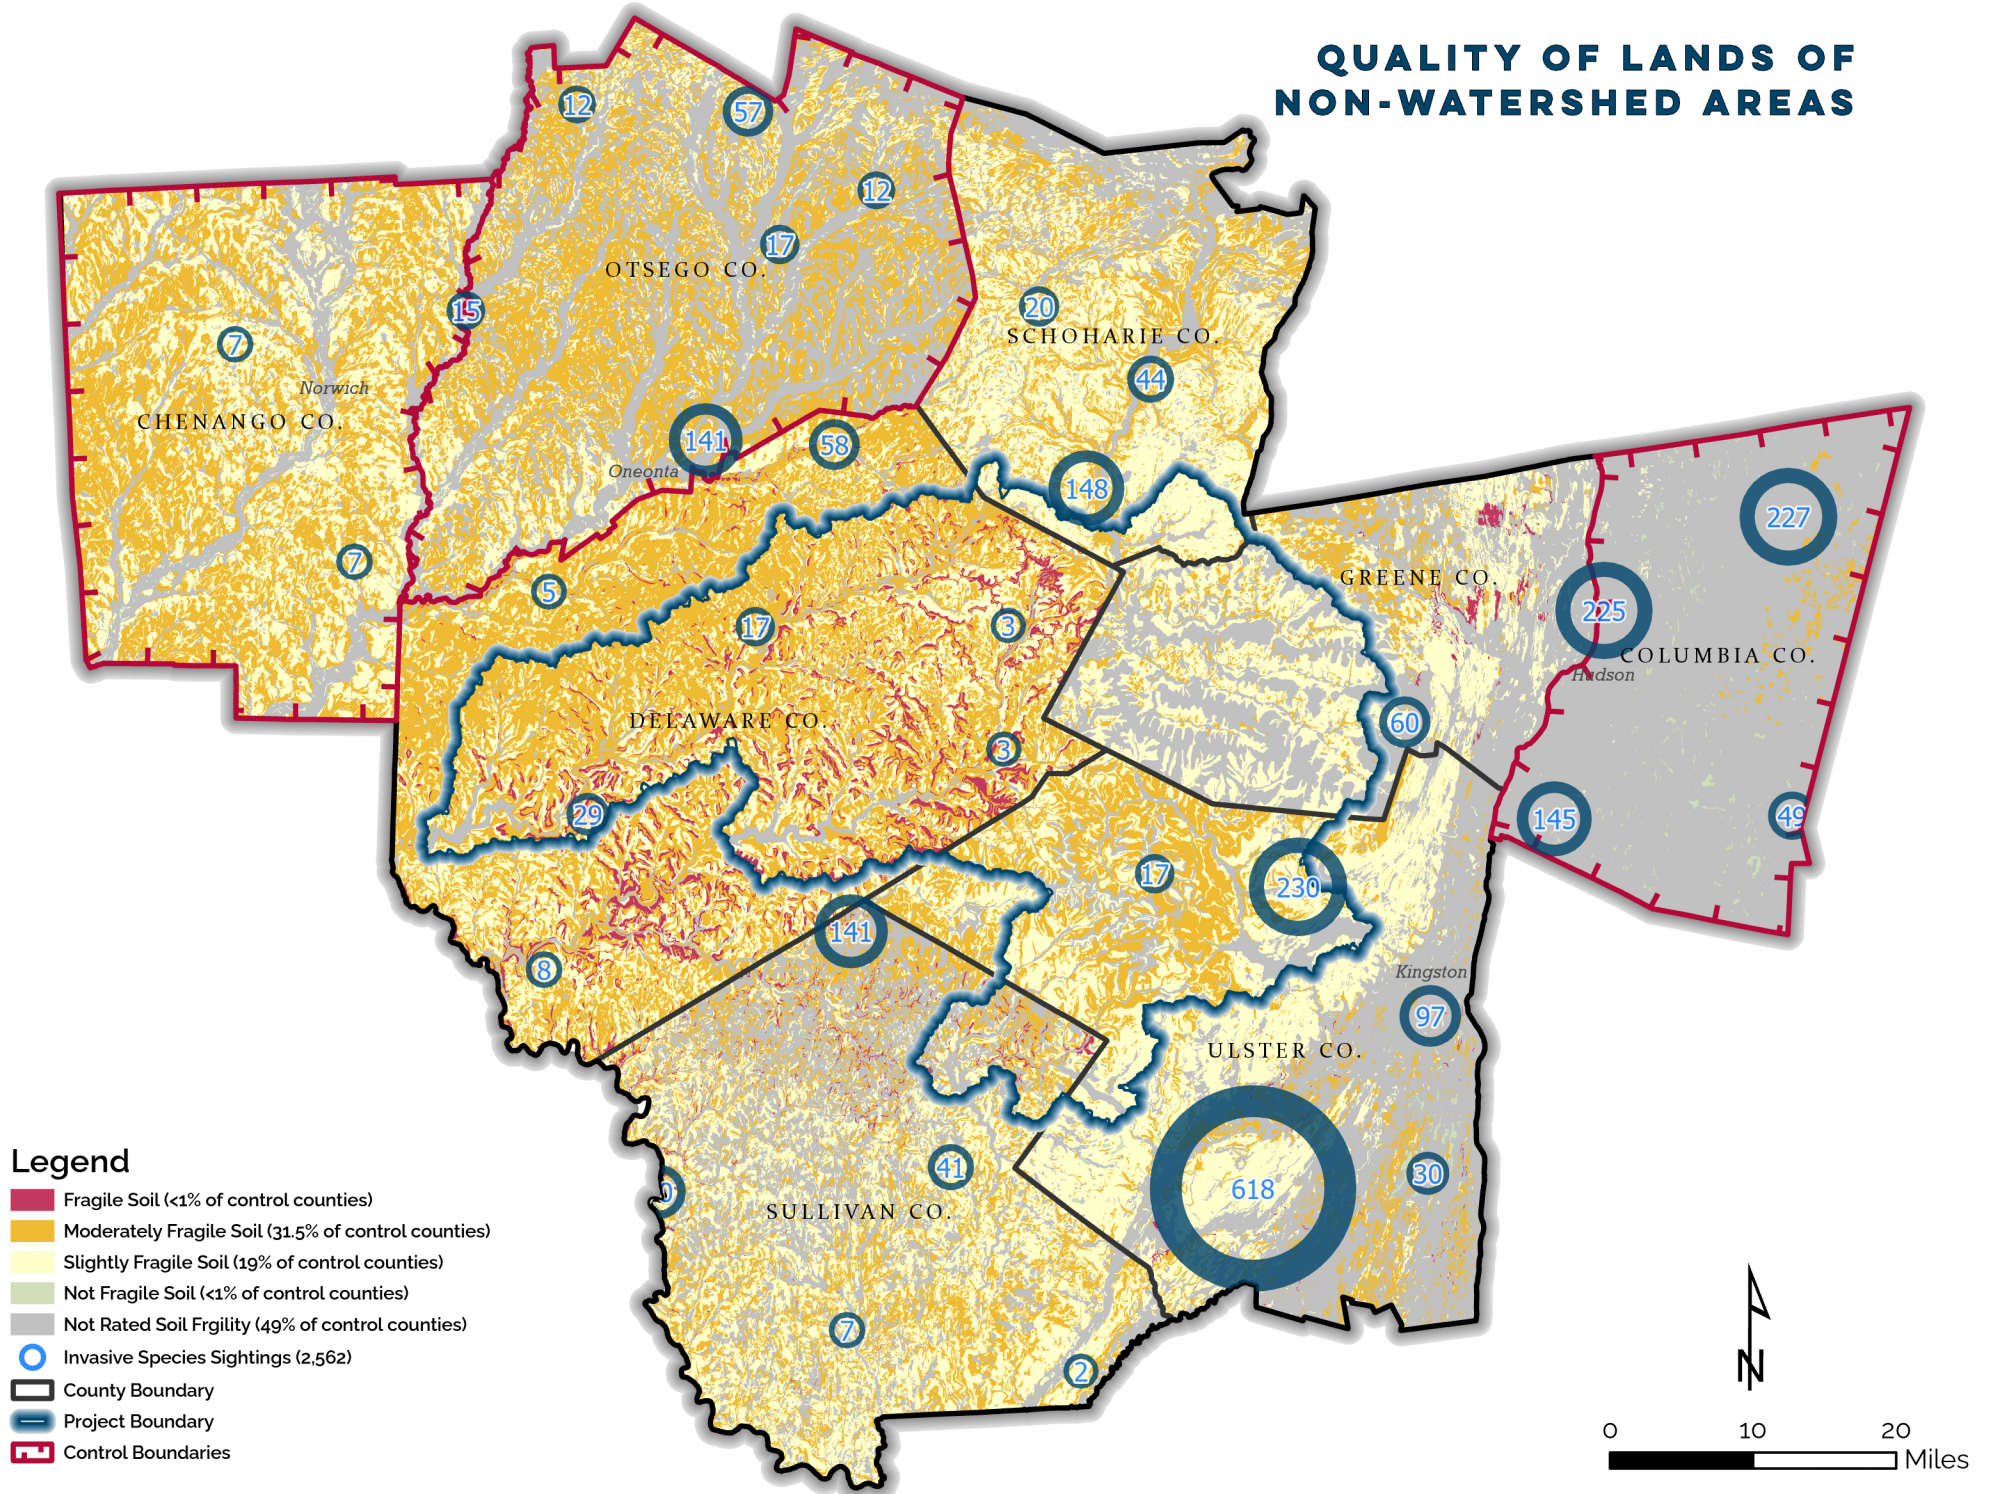 QUALITY OF LANDS OF
NON-WATERSHED AREAS
12
57
12
17
OTSEGO CO.
15
20
SCHOHARIE CO.
7
Norwich
44
CHENANGO CO.
141
58
Oneonta
148
227
7
5
GREENE CO.
225
17
3
COLUMBIA CO.
Hudson
DELAWARE CO.
60
3
29
145
49
17
230
141
8
Kingston
97
ULSTER CO.
41
30
618
SULLIVAN CO.
7
2
Legend
Fragile Soil (<1% of control counties)
Moderately Fragile Soil (31.5% of control counties)
Slightly Fragile Soil (19% of control counties)
Not Fragile Soil (<1% of control counties)
Not Rated Soil Frgility (49% of control counties)
Invasive Species Sightings (2,562)
County Boundary
Project Boundary
Control Boundaries
N
0 10 20
Miles